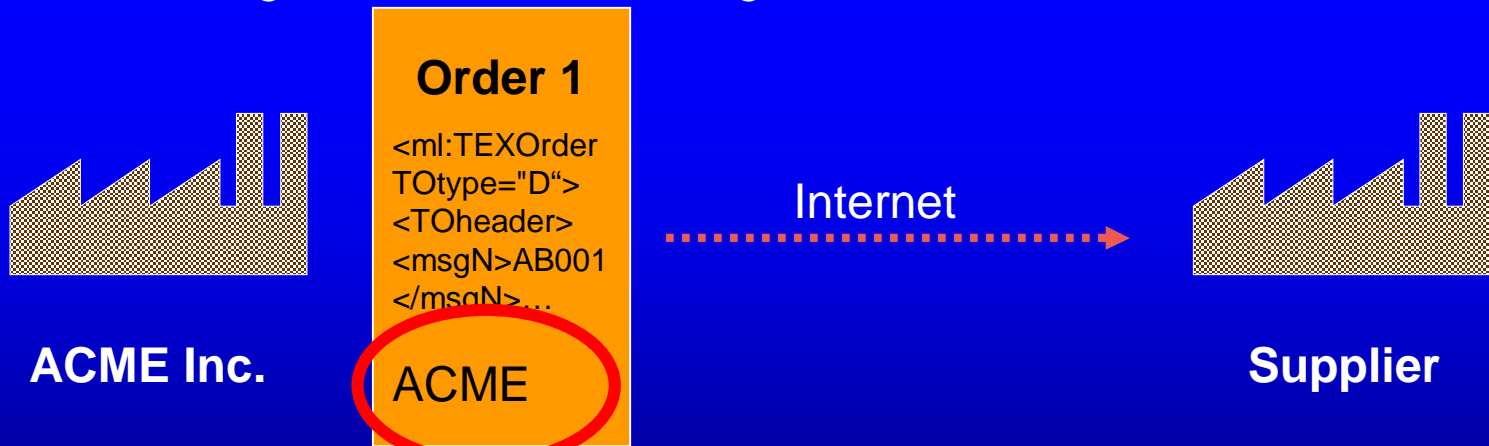 Order 1
<ml:TEXOrder
TOtype="D“>
<TOheader>
<msgN>AB001
</msgN>…
Internet
ACME Inc.
ACME
Supplier